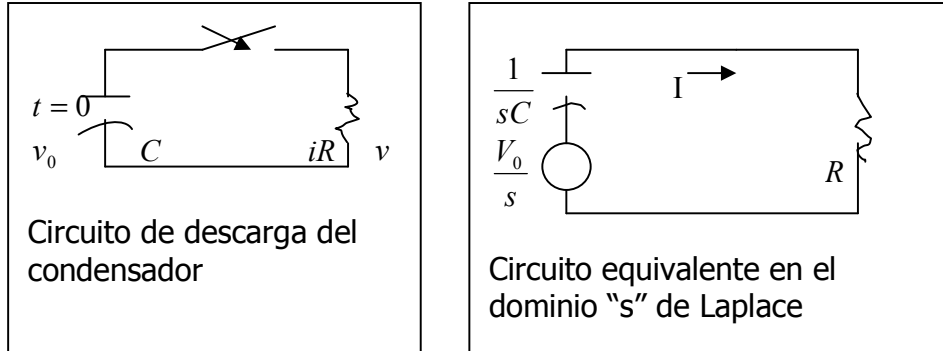 t = 0
v₀ C iR v
Circuito de descarga del
condensador
1
sC
I
V₀
s
R
Circuito equivalente en el
dominio “s” de Laplace